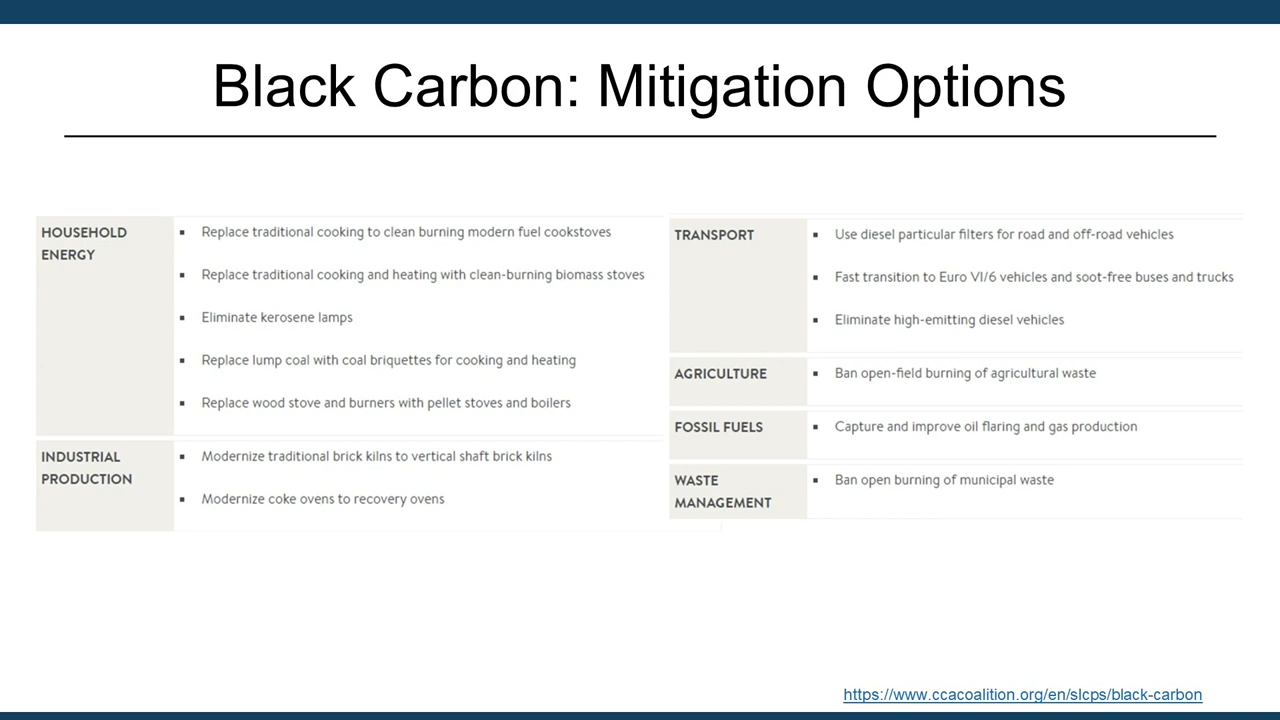 Black Carbon: Mitigation Options
HOUSEHOLD
ENERGY
▪ Replace traditional cooking to clean burning modern fuel cookstoves
▪ Replace traditional cooking and heating with clean-burning biomass stoves
▪ Eliminate kerosene lamps
▪ Replace lump coal with coal briquettes for cooking and heating
▪ Replace wood stove and burners with pellet stoves and boilers
INDUSTRIAL
PRODUCTION
▪ Modernize traditional brick kilns to vertical shaft brick kilns
▪ Modernize coke ovens to recovery ovens
TRANSPORT
▪ Use diesel particular filters for road and off-road vehicles
▪ Fast transition to Euro VI/6 vehicles and soot-free buses and trucks
▪ Eliminate high-emitting diesel vehicles
AGRICULTURE
▪ Ban open-field burning of agricultural waste
FOSSIL FUELS
▪ Capture and improve oil flaring and gas production
WASTE
MANAGEMENT
▪ Ban open burning of municipal waste
https://www.ccacoalition.org/en/slcps/black-carbon